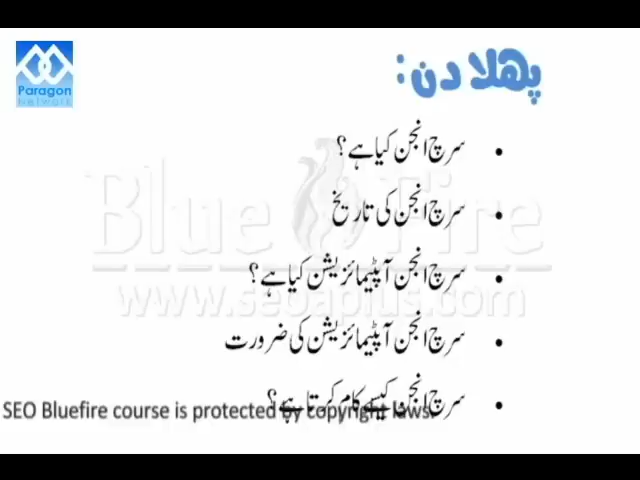 Paragon
Network
پہلا دن:
• سرچ انجن کیا ہے؟
• سرچ انجن کی تاریخ
• سرچ انجن آپٹیمائزیشن کیا ہے؟
• سرچ انجن آپٹیمائزیشن کی ضرورت
• سرچ انجن کیسے کام کرتا ہے؟
Blue Fire
www.seoaplus.com
SEO Bluefire course is protected by copyright laws.